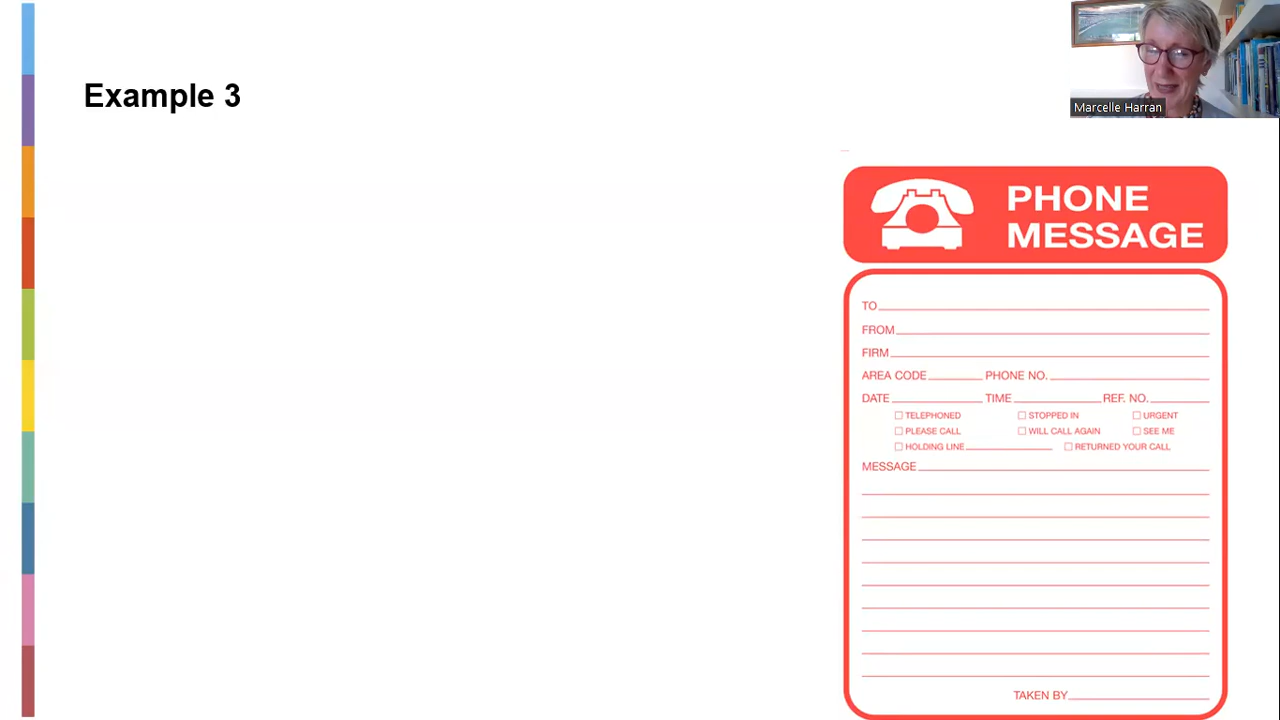 Example 3
Marcelle Harran
PHONE
MESSAGE
TO
FROM
FIRM
AREA CODE PHONE NO.
DATE TIME REF. NO.
TELEPHONED STOPPED IN URGENT
PLEASE CALL WILL CALL AGAIN SEE ME
HOLDING LINE RETURNED YOUR CALL
MESSAGE
TAKEN BY